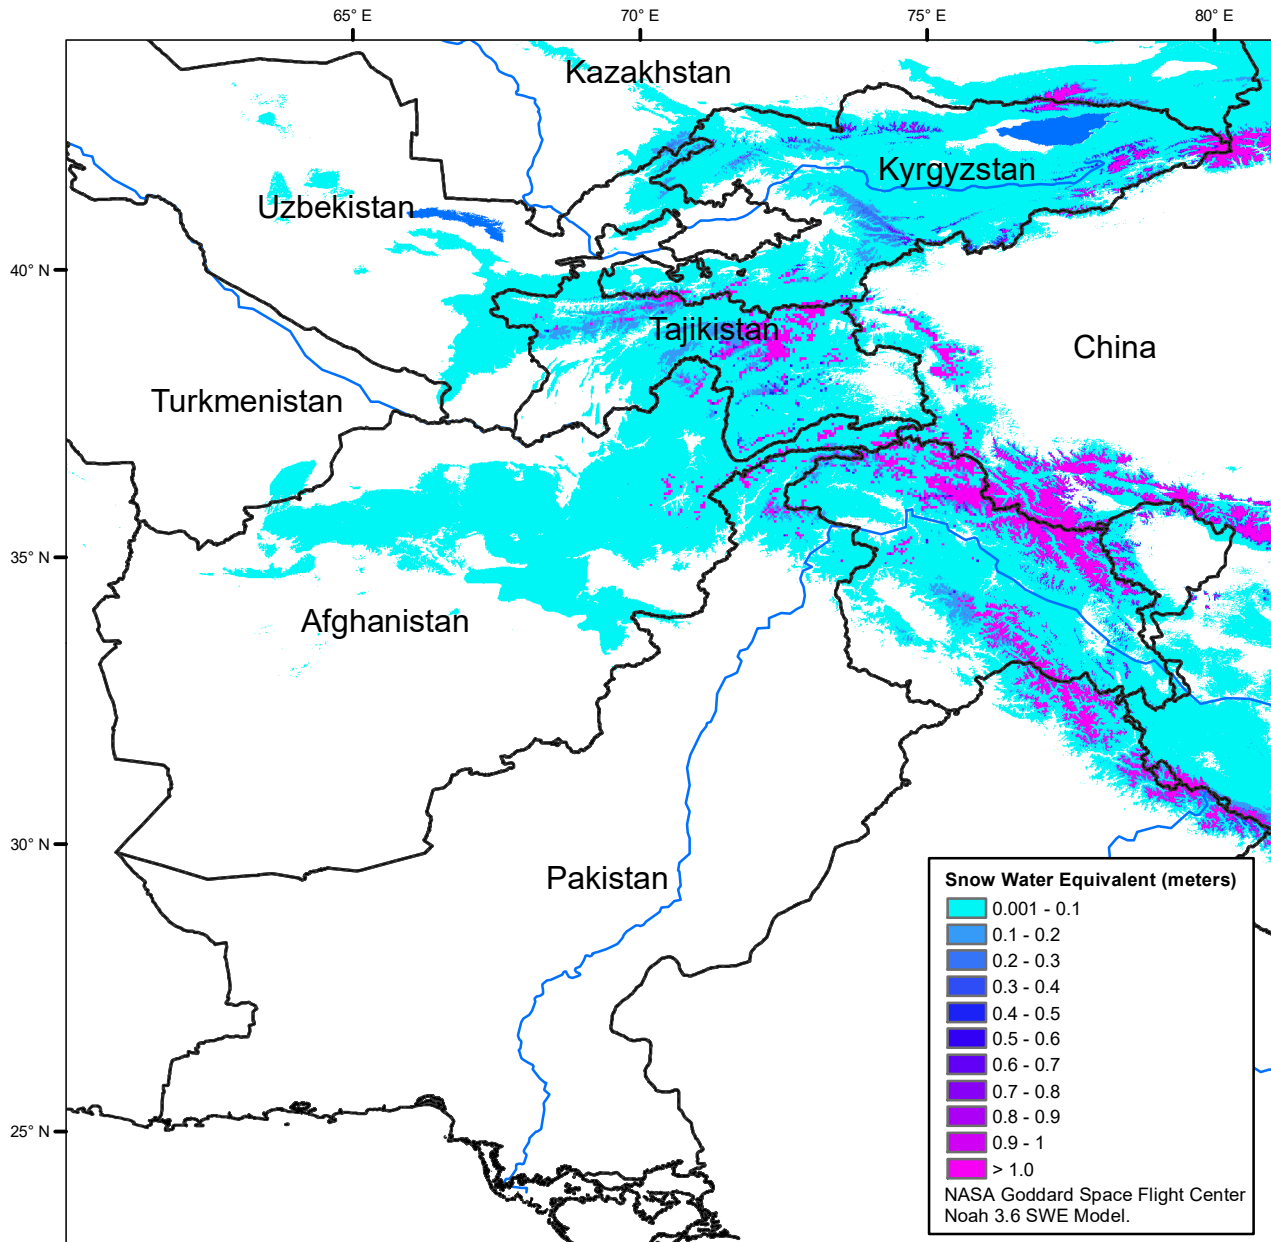 65° E
70° E
75° E
80° E
Kazakhstan
Kyrgyzstan
Uzbekistan
40° N
Tajikistan
China
Turkmenistan
35° N
Afghanistan
30° N
Pakistan
25° N
Snow Water Equivalent (meters)
0.001 - 0.1
0.1 - 0.2
0.2 - 0.3
0.3 - 0.4
0.4 - 0.5
0.5 - 0.6
0.6 - 0.7
0.7 - 0.8
0.8 - 0.9
0.9 - 1
> 1.0
NASA Goddard Space Flight Center
Noah 3.6 SWE Model.